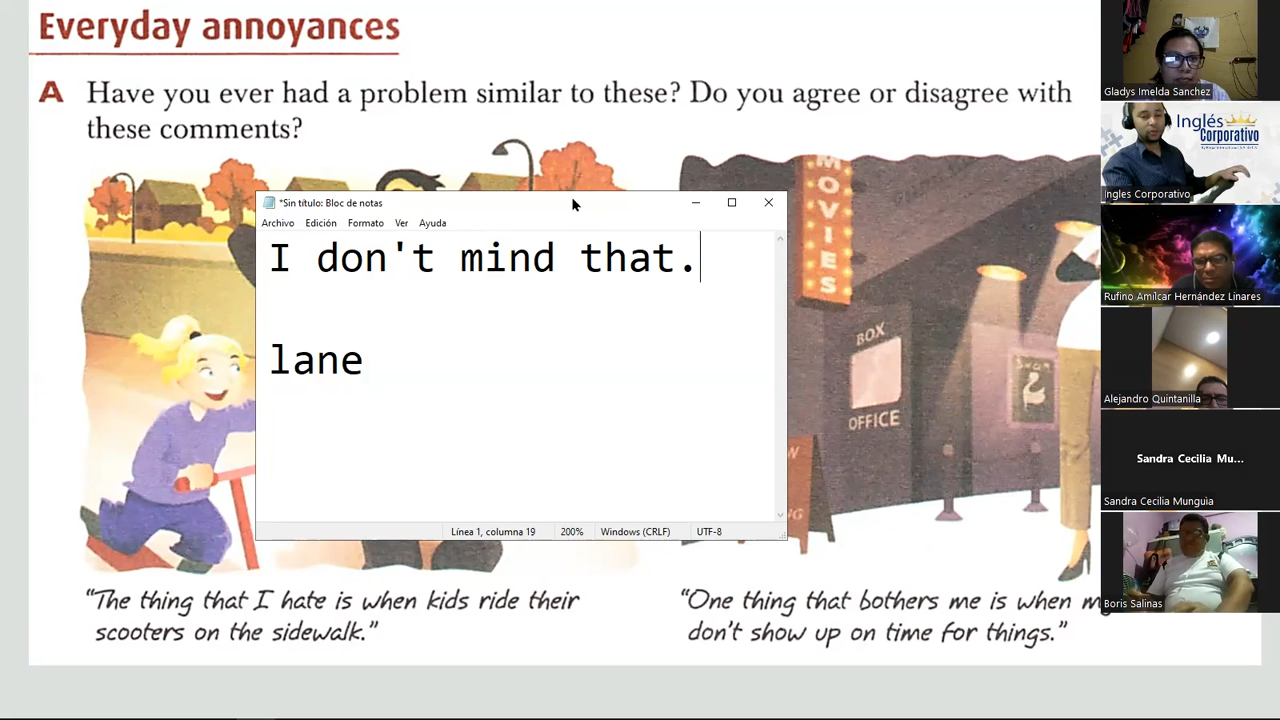 Everyday annoyances
A Have you ever had a problem similar to these? Do you agree or disagree with
these comments?
MOVIES
BOX
OFFICE
*Sin título: Bloc de notas
Archivo Edición Formato Ver Ayuda
I don't mind that.
lane
Línea 1, columna 19 200% Windows (CRLF) UTF-8
"The thing that I hate is when kids ride their
scooters on the sidewalk."
"One thing that bothers me is when
don't show up on time for things."
Gladys Imelda Sanchez
Inglés
Corporativo
Ingles Corporativo
Rufino Amílcar Hernández Linares
Alejandro Quintanilla
Sandra Cecilia Mu...
Sandra Cecilia Munguìa
Boris Salinas